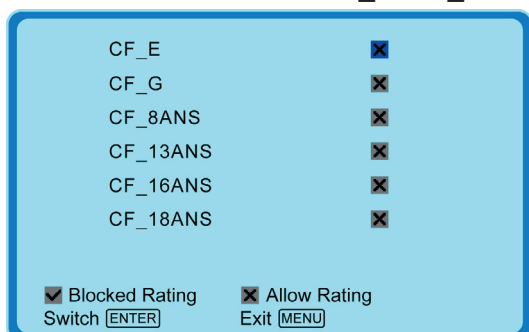 CF_E
CF_G
CF_8ANS
CF_13ANS
CF_16ANS
CF_18ANS
Blocked Rating Allow Rating
Switch ENTER Exit MENU